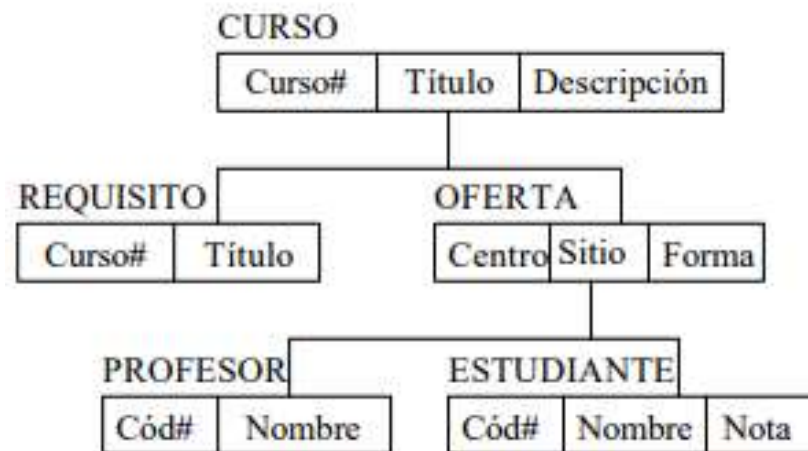 CURSO
Curso# Título Descripción
REQUISITO OFERTA
Curso# Título Centro Sitio Forma
PROFESOR ESTUDIANTE
Cód# Nombre Cód# Nombre Nota